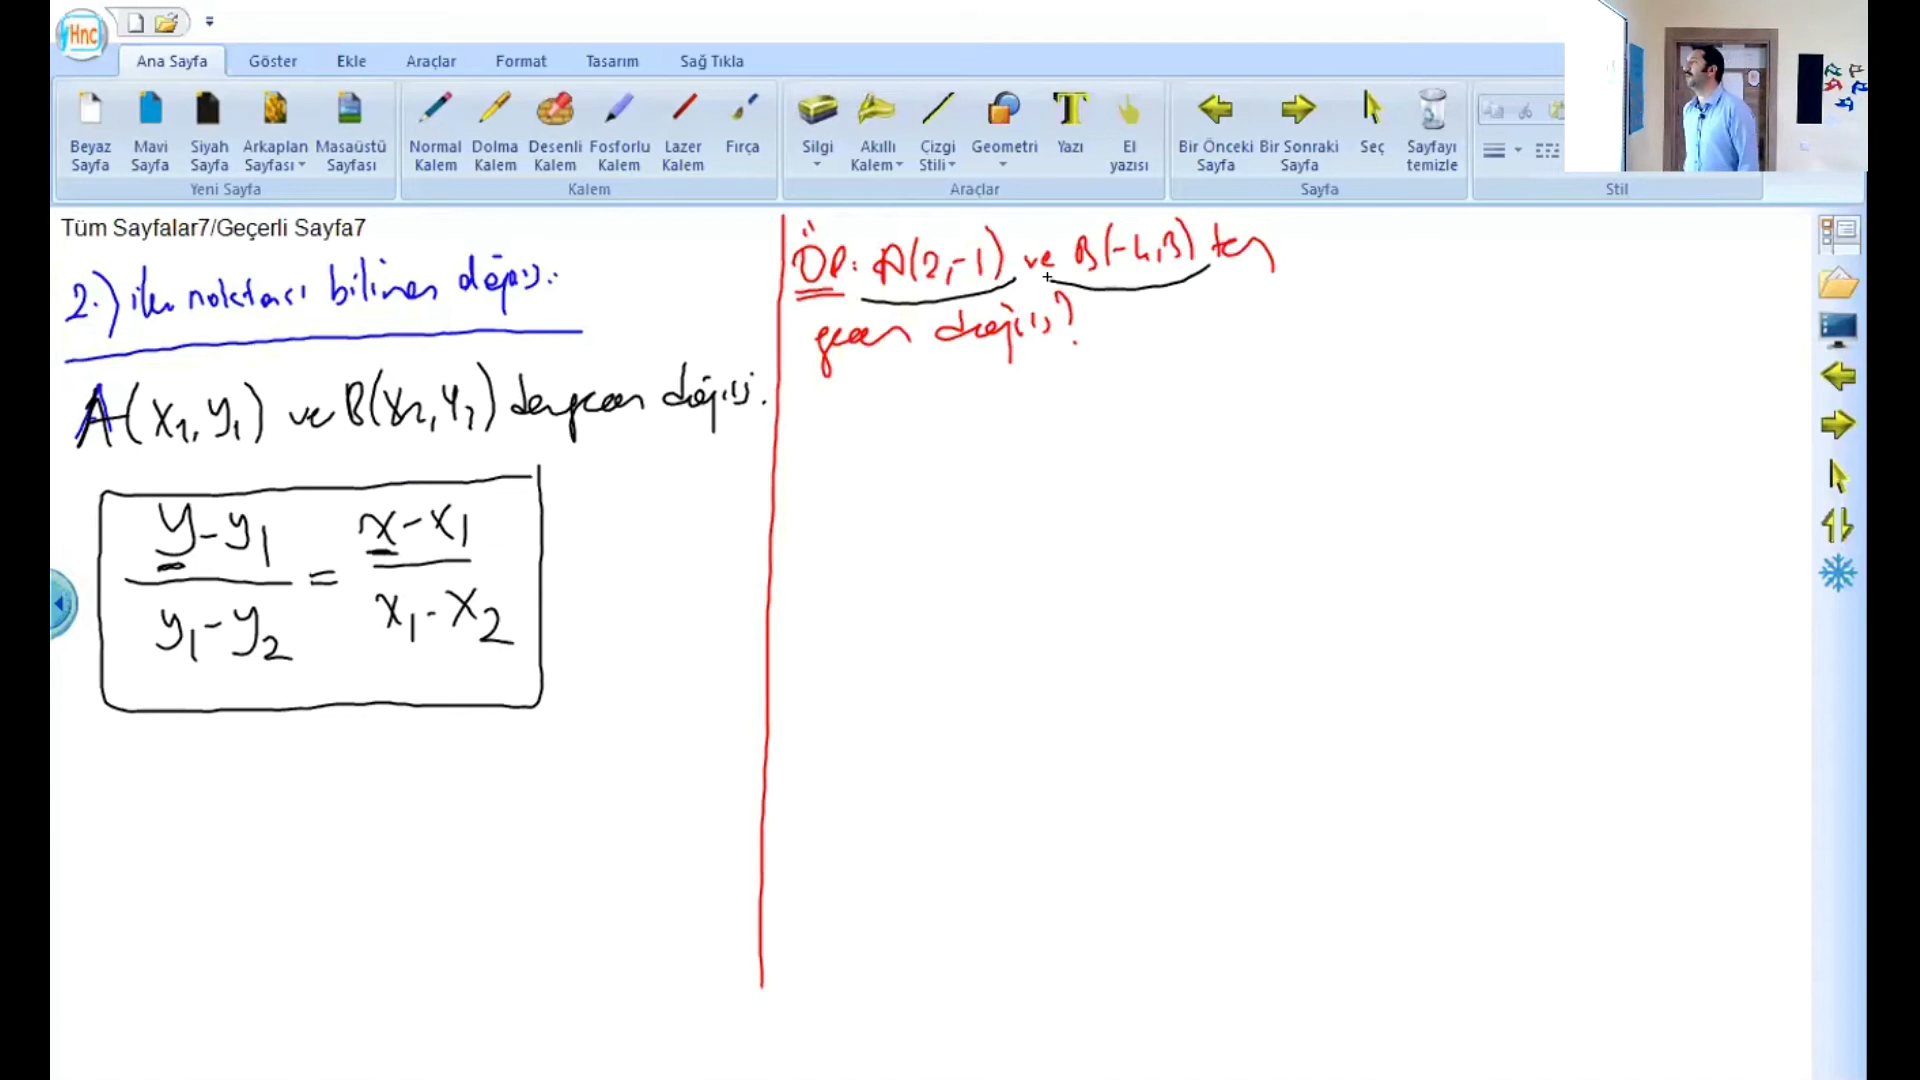 Hnc
Ana Sayfa Göster Ekle Araçlar Format Tasarım Sağ Tıkla
Beyaz Sayfa Mavi Sayfa Siyah Sayfa Arkaplan Sayfası Masaüstü Sayfası Normal Kalem Dolma Kalem Desenli Kalem Fosforlu Kalem Lazer Kalem Fırça Silgi Akıllı Kalem Çizgi Stili Geometri Yazı El yazısı Bir Önceki Sayfa Bir Sonraki Sayfa Seç Sayfayı temizle
Yeni Sayfa Kalem Araçlar Sayfa Stil
Tüm Sayfalar7/Geçerli Sayfa7
2.) iki noktası bilinen
A(x1, y1) ve B(x2, y2) den geçen
y-y1 / y1-y2 = x-x1 / x1-x2
ÖR: A(2,-1) ve B(-4,3) ten
geçen